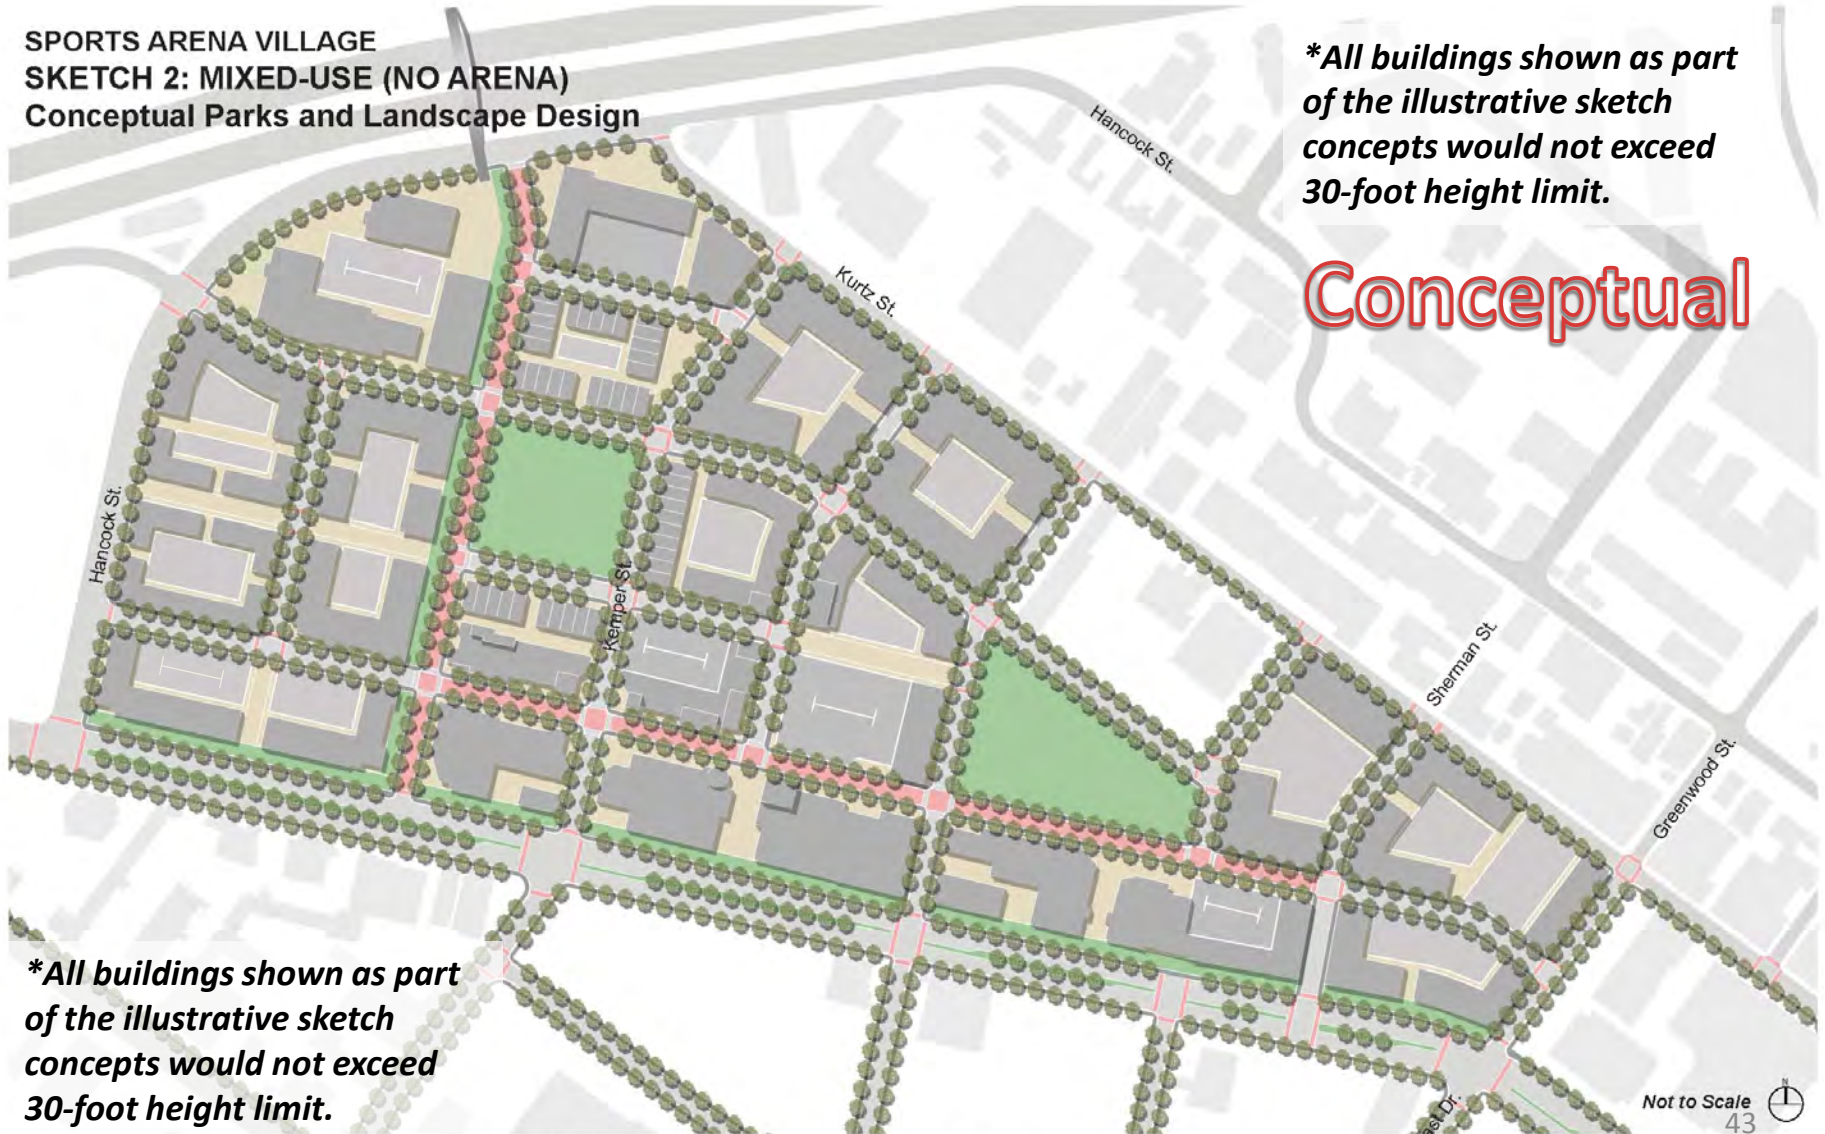 SPORTS ARENA VILLAGE
SKETCH 2: MIXED-USE (NO ARENA)
Conceptual Parks and Landscape Design
*All buildings shown as part
of the illustrative sketch
concepts would not exceed
30-foot height limit.
Conceptual
Hancock St.
Kurtz St.
Hancock St.
Kemper St.
Sherman St.
Greenwood St.
*All buildings shown as part
of the illustrative sketch
concepts would not exceed
30-foot height limit.
Dr.
N
Not to Scale
43